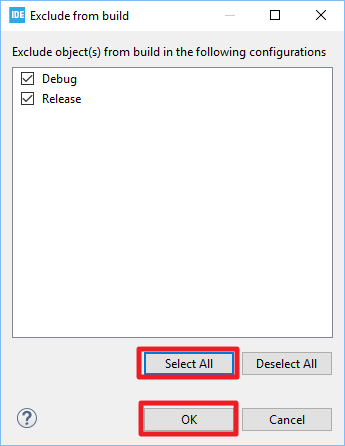 IDE Exclude from build
Exclude object(s) from build in the following configurations
Debug
Release
Select All Deselect All
? OK Cancel